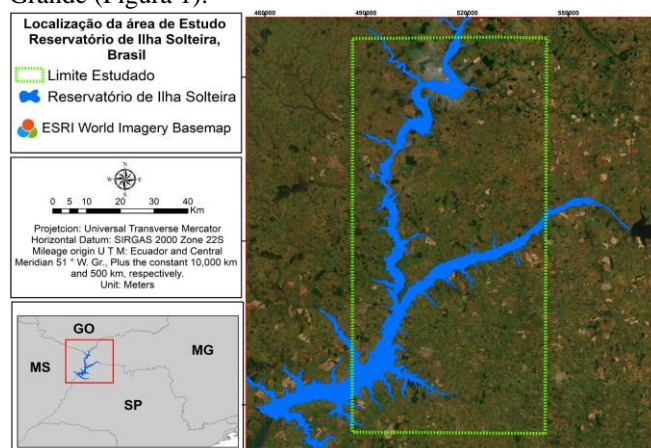 Grande (Figura 1).
Localização da área de Estudo
Reservatório de Ilha Solteira,
Brasil
Limite Estudado
Reservatório de Ilha Solteira
ESRI World Imagery Basemap
N
W E
S
0 5 10 20 30 40
Km
Projetcion: Universal Transverse Mercator
Horizontal Datum: SIRGAS 2000 Zone 22S
Mileage origin U T M: Ecuador and Central
Meridian 51 ° W. Gr., Plus the constant 10,000 km
and 500 km, respectively.
Unit: Meters
GO
MS
MG
SP
460000 490000 520000 550000